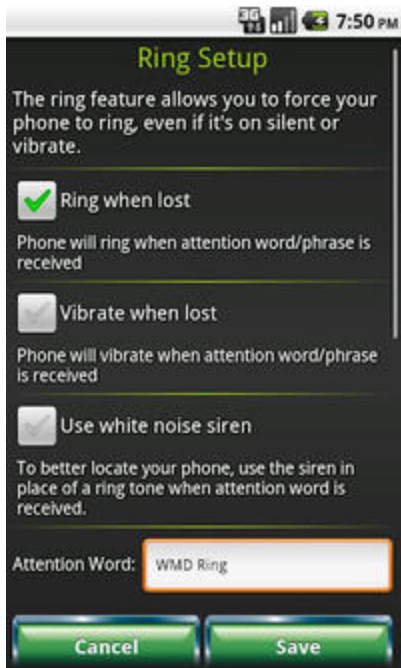 3G
7:50 PM
Ring Setup
The ring feature allows you to force your
phone to ring, even if it's on silent or
vibrate.
Ring when lost
Phone will ring when attention word/phrase is
received
Vibrate when lost
Phone will vibrate when attention word/phrase
is received
Use white noise siren
To better locate your phone, use the siren in
place of a ring tone when attention word is
received.
Attention Word: WMD Ring
Cancel Save